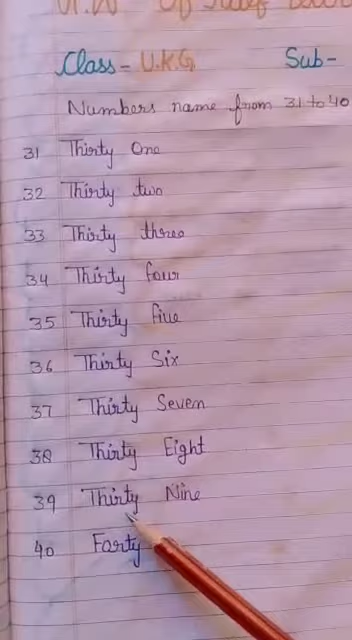 Class - U.K.G Sub -
Numbers name from 31 to 40
31 Thirty One
32 Thirty two
33 Thirty three
34 Thirty four
35 Thirty five
36 Thirty Six
37 Thirty Seven
38 Thirty Eight
39 Thirty Nine
40 Forty